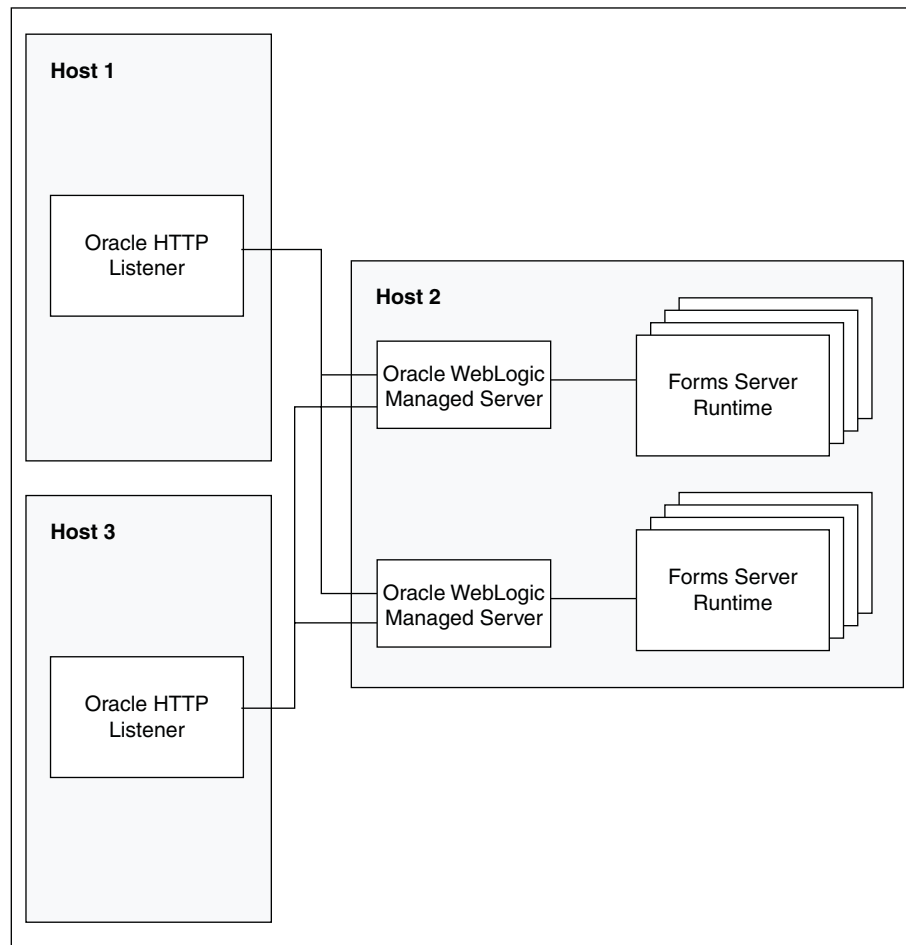 Host 1
Oracle HTTP
Listener
Host 2
Oracle WebLogic
Managed Server
Forms Server
Runtime
Host 3
Oracle WebLogic
Managed Server
Forms Server
Runtime
Oracle HTTP
Listener